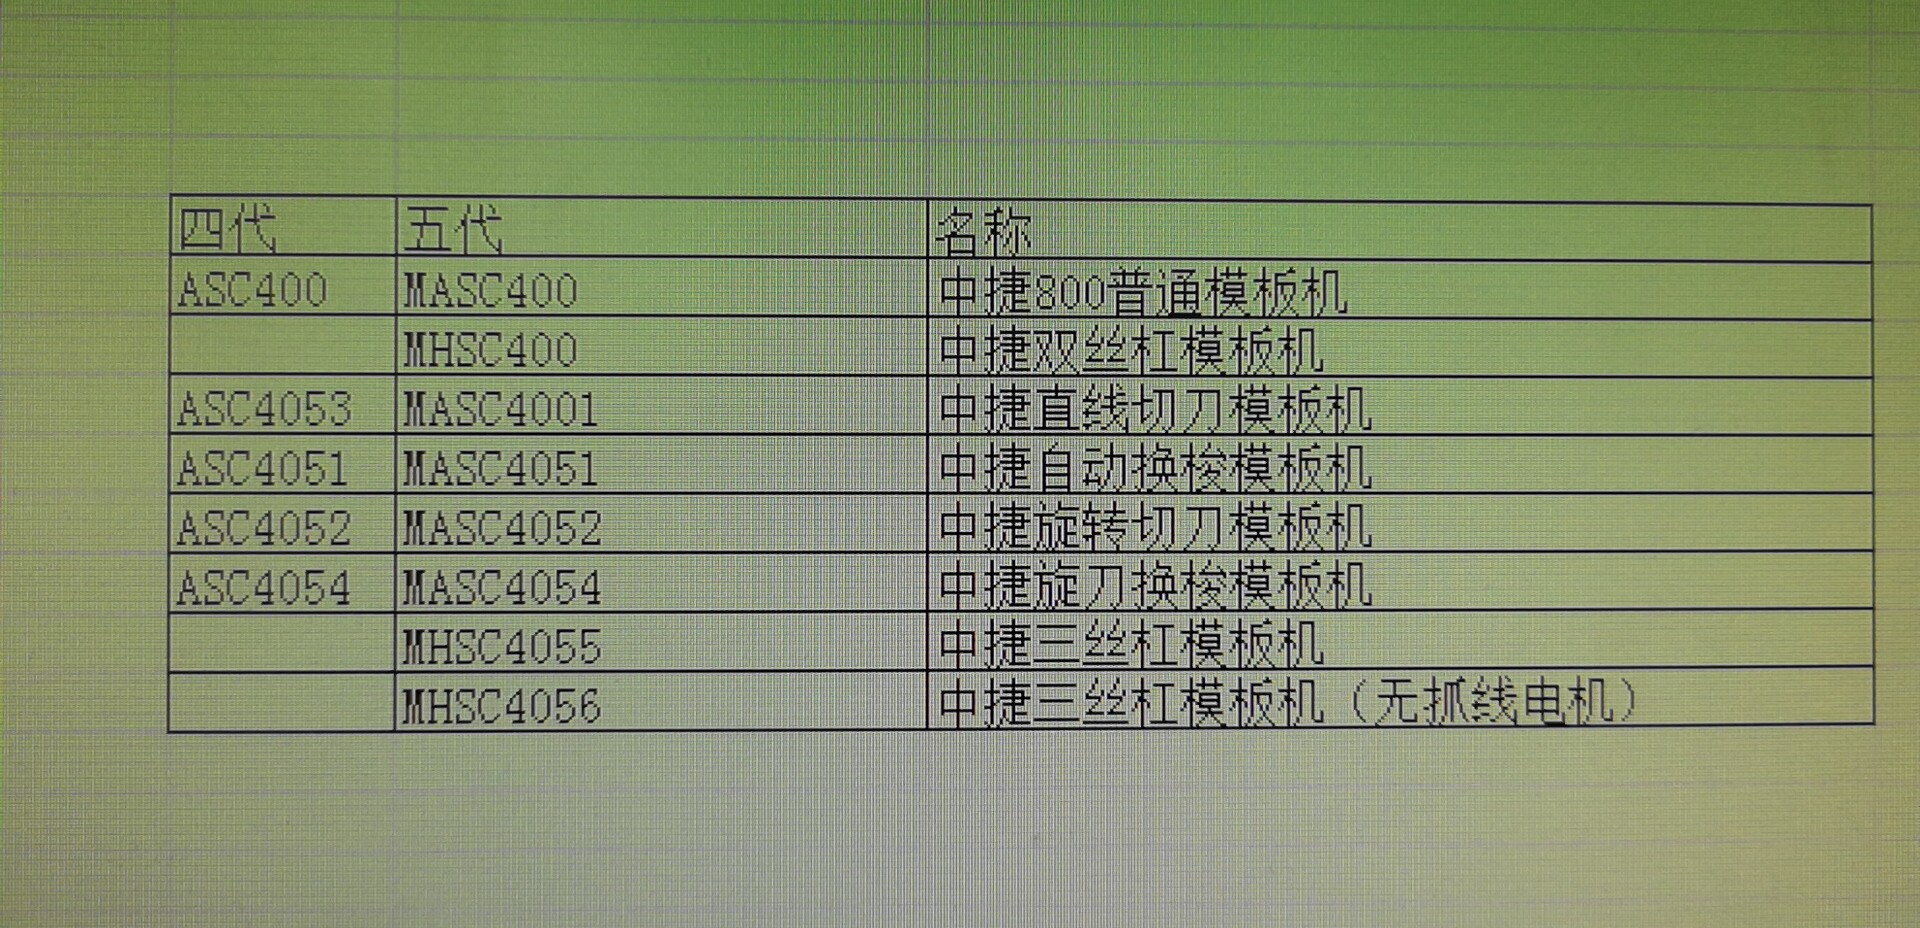 四代 五代 名称
ASC400 MASC400 中捷800普通模板机
MHSC400 中捷双丝杠模板机
ASC4053 MASC4001 中捷直线切刀模板机
ASC4051 MASC4051 中捷自动换梭模板机
ASC4052 MASC4052 中捷旋转切刀模板机
ASC4054 MASC4054 中捷旋刀换梭模板机
MHSC4055 中捷三丝杠模板机
MHSC4056 中捷三丝杠模板机（无抓线电机）